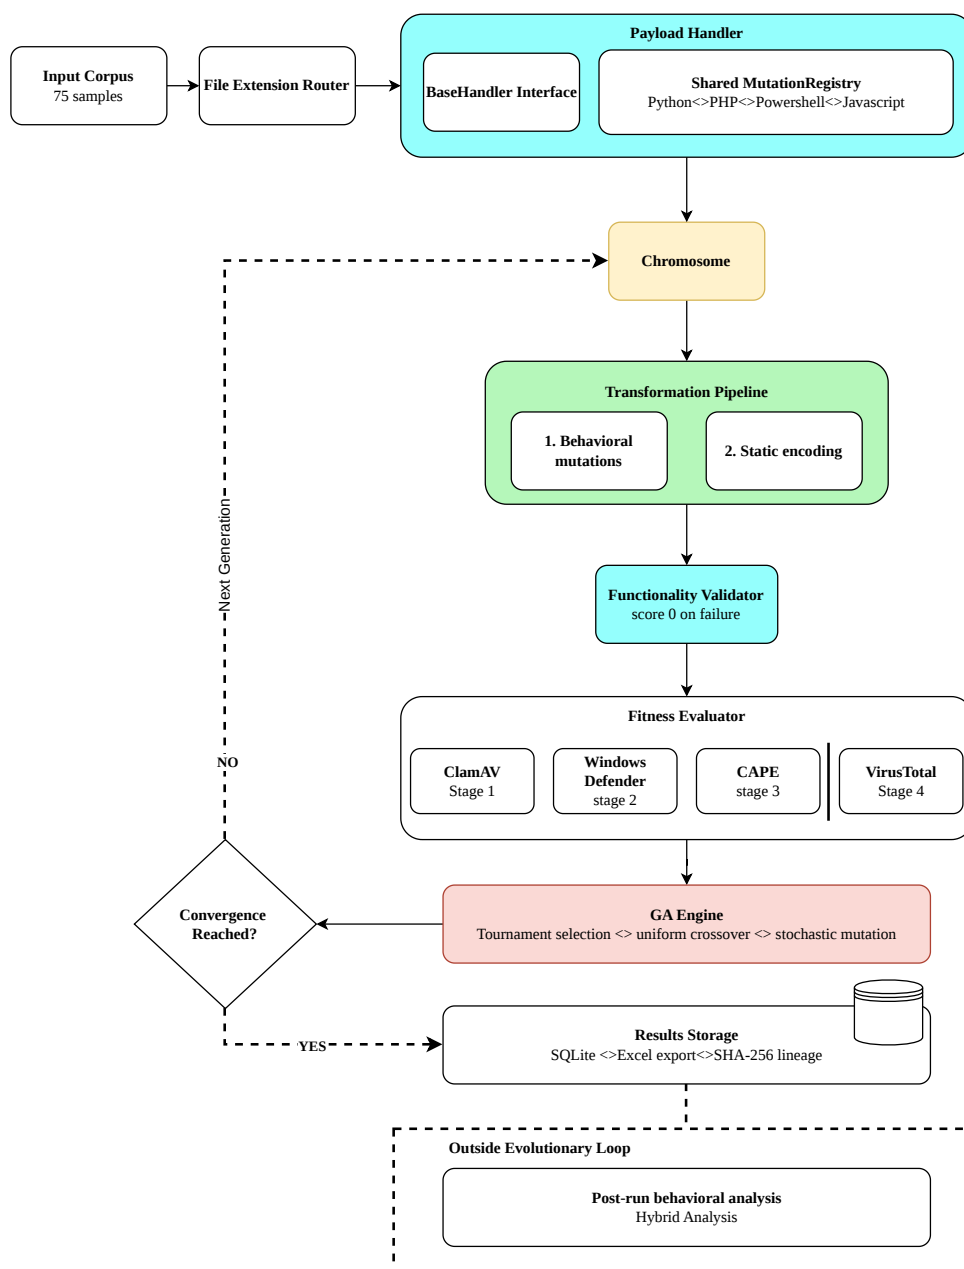 Payload Handler
Input Corpus
75 samples
File Extension Router
BaseHandler Interface
Shared MutationRegistry
Python<>PHP<>Powershell<>Javascript
Chromosome
Transformation Pipeline
1. Behavioral
mutations
2. Static encoding
Next Generation
Functionality Validator
score 0 on failure
Fitness Evaluator
ClamAV
Stage 1
Windows
Defender
stage 2
CAPE
stage 3
VirusTotal
Stage 4
NO
Convergence
Reached?
GA Engine
Tournament selection <> uniform crossover <> stochastic mutation
YES
Results Storage
SQLite <>Excel export<>SHA-256 lineage
Outside Evolutionary Loop
Post-run behavioral analysis
Hybrid Analysis